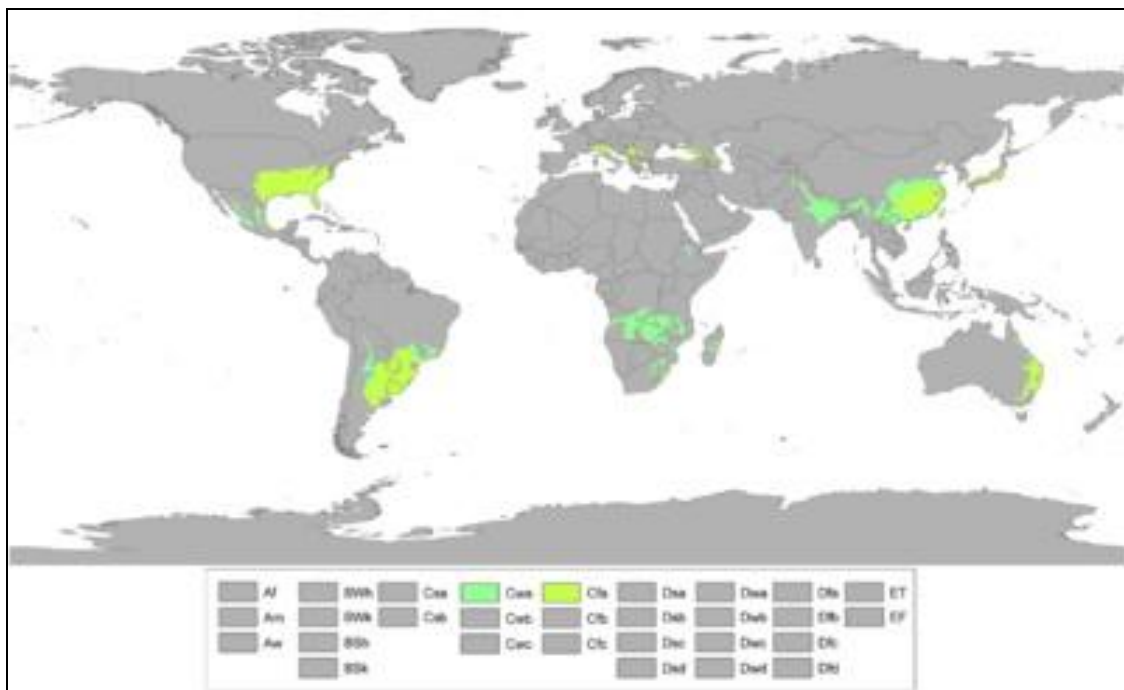 Af BWh Csa Cwa Cfa Dsa Dwa Dfa ET
Am BWk Csb Cwb Cfb Dsb Dwb Dfb EF
Aw BSh Cwc Cfc Dsc Dwc Dfc
BSk Dsd Dwd Dfd